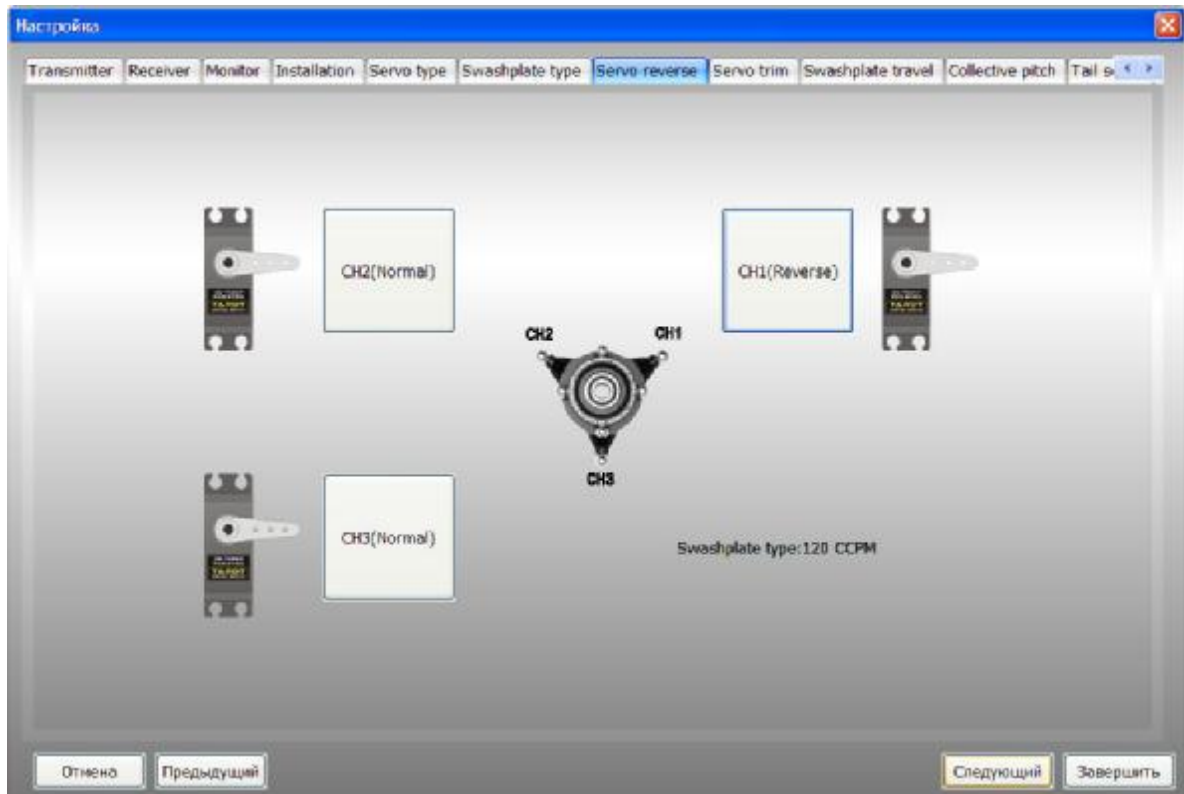 Настройка
Transmitter Receiver Monitor Installation Servo type Swashplate type Servo reverse Servo trim Swashplate travel Collective pitch Tail s
CH2(Normal)
CH1(Reverse)
CH2 CH1
CH3
CH3(Normal)
Swashplate type:120 CCPM
Отмена Предыдущий Следующий Завершить